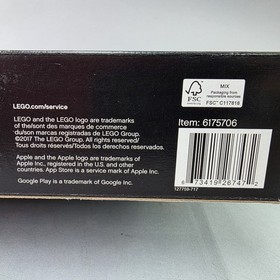 LEGO.com/service
LEGO and the LEGO logo are trademarks
of the/sont des marques de commerce
du/son marcas registradas de LEGO Group.
©2017 The LEGO Group. All rights reserved/
Tous droits réservés/Todos los derechos reservados.
Apple and the Apple logo are trademarks of
Apple Inc., registered in the U.S. and other
countries. App Store is a service mark of Apple Inc.
Google Play is a trademark of Google Inc.
FSC
MIX
Packaging from
responsible sources
FSC® C117818
Item: 6175706
6 73419 26747 2
127759-717